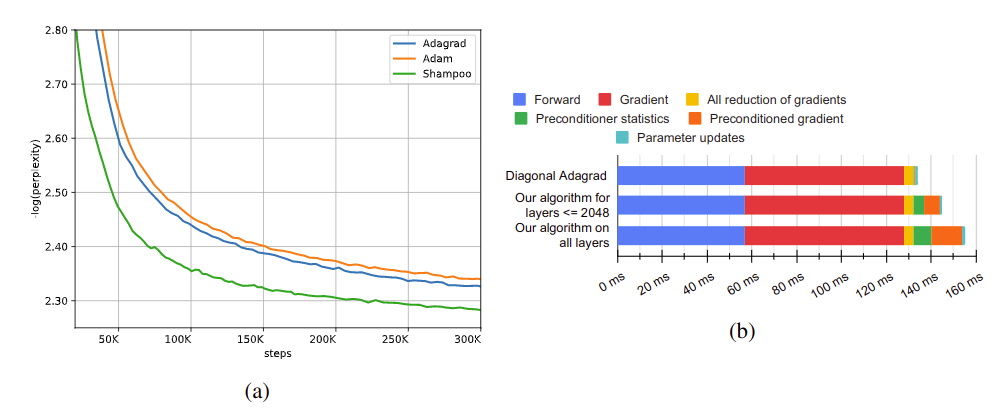 2.80
2.70
2.60
2.50
2.40
2.30
-log(perplexity)
Adagrad
Adam
Shampoo
50K 100K 150K 200K 250K 300K
steps
(a)
Forward Gradient All reduction of gradients
Preconditioner statistics Preconditioned gradient
Parameter updates
Diagonal Adagrad
Our algorithm for
layers <= 2048
Our algorithm on
all layers
0 ms 20 ms 40 ms 60 ms 80 ms 100 ms 120 ms 140 ms 160 ms
(b)